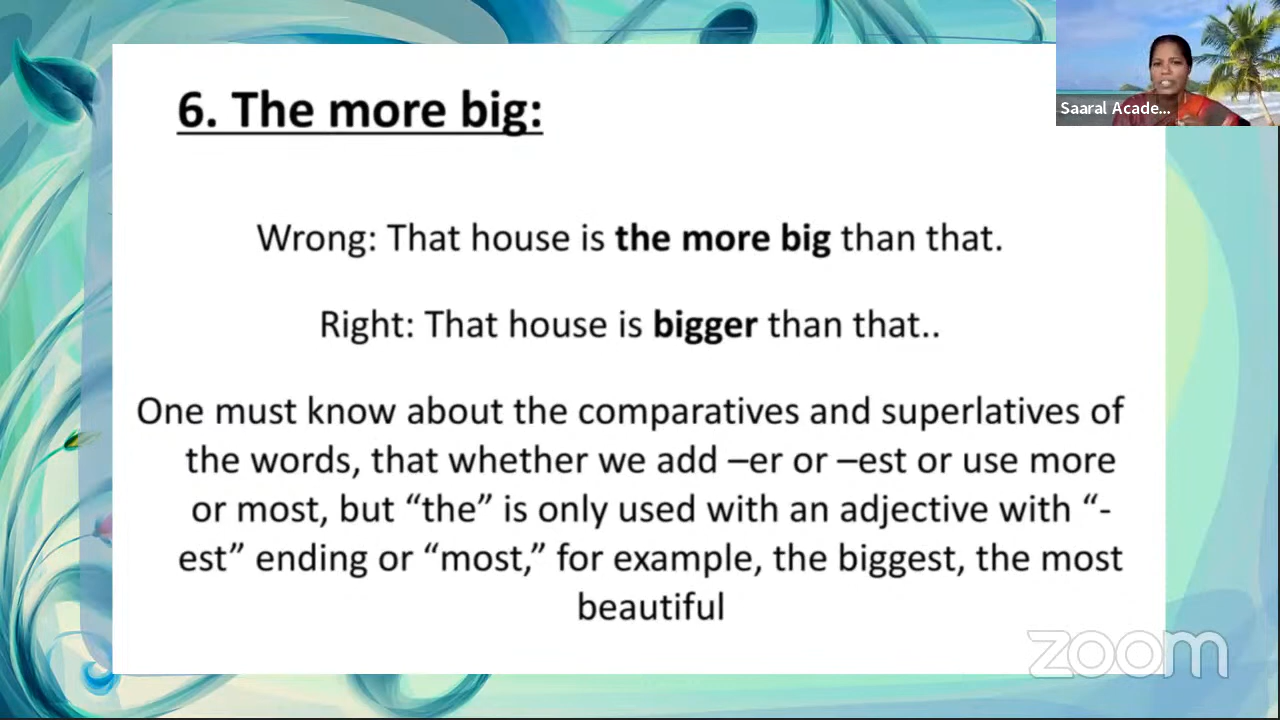 6. The more big:
Saaral Acade...
Wrong: That house is the more big than that.
Right: That house is bigger than that..
One must know about the comparatives and superlatives of
the words, that whether we add –er or –est or use more
or most, but “the” is only used with an adjective with “-
est” ending or “most,” for example, the biggest, the most
beautiful
zoom